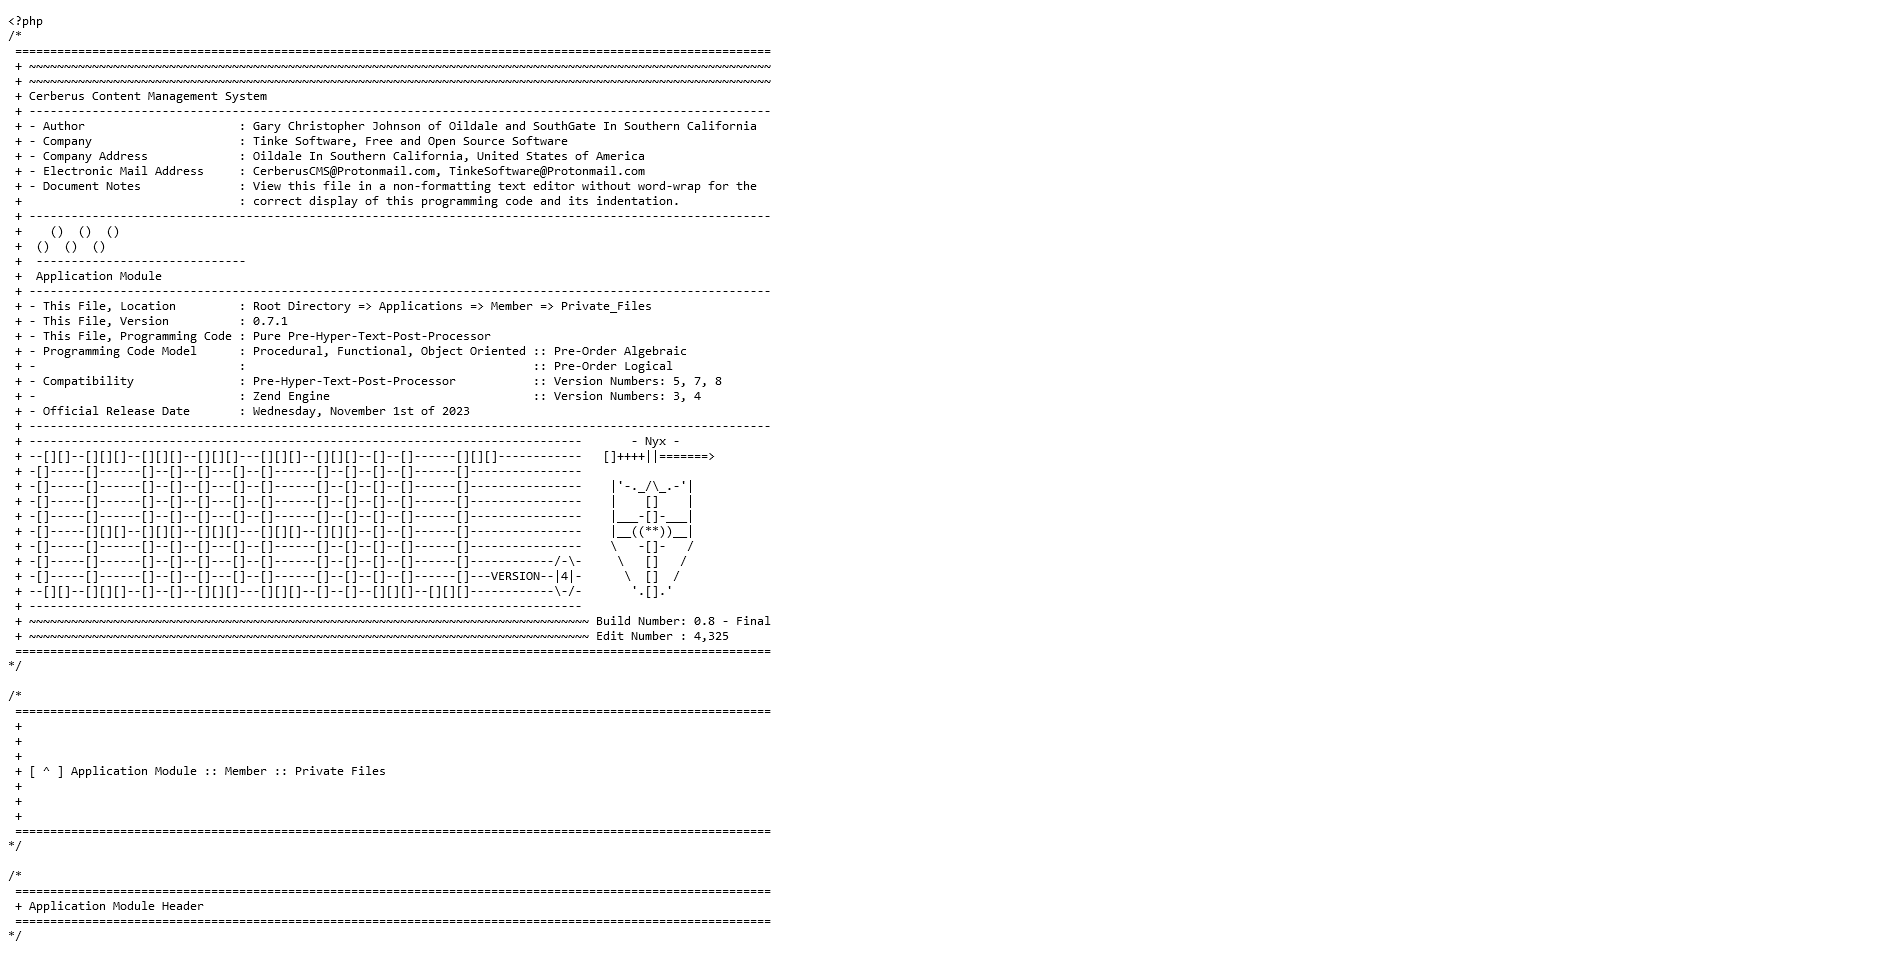 <?php
/*
 ============================================================================================================
 + ~~~~~~~~~~~~~~~~~~~~~~~~~~~~~~~~~~~~~~~~~~~~~~~~~~~~~~~~~~~~~~~~~~~~~~~~~~~~~~~~~~~~~~~~~~~~~~~~~~~~~~~~~~
 + ~~~~~~~~~~~~~~~~~~~~~~~~~~~~~~~~~~~~~~~~~~~~~~~~~~~~~~~~~~~~~~~~~~~~~~~~~~~~~~~~~~~~~~~~~~~~~~~~~~~~~~~~~~
 + Cerberus Content Management System
 + ----------------------------------------------------------------------------------------------------------
 + - Author                      : Gary Christopher Johnson of Oildale and SouthGate In Southern California
 + - Company                     : Tinke Software, Free and Open Source Software
 + - Company Address             : Oildale In Southern California, United States of America
 + - Electronic Mail Address     : CerberusCMS@Protonmail.com, TinkeSoftware@Protonmail.com
 + - Document Notes              : View this file in a non-formatting text editor without word-wrap for the
 +                               : correct display of this programming code and its indentation.
 + ----------------------------------------------------------------------------------------------------------
 +    ()  ()  ()
 +  ()  ()  ()
 +  ------------------------------
 +  Application Module
 + ----------------------------------------------------------------------------------------------------------
 + - This File, Location         : Root Directory => Applications => Member => Private_Files
 + - This File, Version          : 0.7.1
 + - This File, Programming Code : Pure Pre-Hyper-Text-Post-Processor
 + - Programming Code Model      : Procedural, Functional, Object Oriented :: Pre-Order Algebraic
 + -                             :                                         :: Pre-Order Logical
 + - Compatibility               : Pre-Hyper-Text-Post-Processor           :: Version Numbers: 5, 7, 8
 + -                             : Zend Engine                             :: Version Numbers: 3, 4
 + - Official Release Date       : Wednesday, November 1st of 2023
 + ----------------------------------------------------------------------------------------------------------
 + -------------------------------------------------------------------------------       - Nyx -
 + --[][]--[][][]--[][][]--[][][]---[][][]--[][][]--[]--[]------[][][]------------   []++++||=======>
 + -[]-----[]------[]--[]--[]---[]--[]------[]--[]--[]--[]------[]----------------
 + -[]-----[]------[]--[]--[]---[]--[]------[]--[]--[]--[]------[]----------------    |'-._/\_.-'|
 + -[]-----[]------[]--[]--[]---[]--[]------[]--[]--[]--[]------[]----------------    |    []    |
 + -[]-----[]------[]--[]--[]---[]--[]------[]--[]--[]--[]------[]----------------    |___-[]-___|
 + -[]-----[][][]--[][][]--[][][]---[][][]--[][][]--[]--[]------[]----------------    |__((**))__|
 + -[]-----[]------[]--[]--[]---[]--[]------[]--[]--[]--[]------[]----------------    \   -[]-   /
 + -[]-----[]------[]--[]--[]---[]--[]------[]--[]--[]--[]------[]------------/-\-     \   []   /
 + -[]-----[]------[]--[]--[]---[]--[]------[]--[]--[]--[]------[]---VERSION--|4|-      \  []  /
 + --[][]--[][][]--[]--[]--[][][]---[][][]--[]--[]--[][][]--[][][]------------\-/-       '.[].'
 + -------------------------------------------------------------------------------
 + ~~~~~~~~~~~~~~~~~~~~~~~~~~~~~~~~~~~~~~~~~~~~~~~~~~~~~~~~~~~~~~~~~~~~~~~~~~~~~~~~ Build Number: 0.8 - Final
 + ~~~~~~~~~~~~~~~~~~~~~~~~~~~~~~~~~~~~~~~~~~~~~~~~~~~~~~~~~~~~~~~~~~~~~~~~~~~~~~~~ Edit Number : 4,325
 ============================================================================================================
*/

/*
 ============================================================================================================
 +
 +
 +
 + [ ^ ] Application Module :: Member :: Private Files
 +
 +
 +
 ============================================================================================================
*/

/*
 ============================================================================================================
 + Application Module Header
 ============================================================================================================
*/